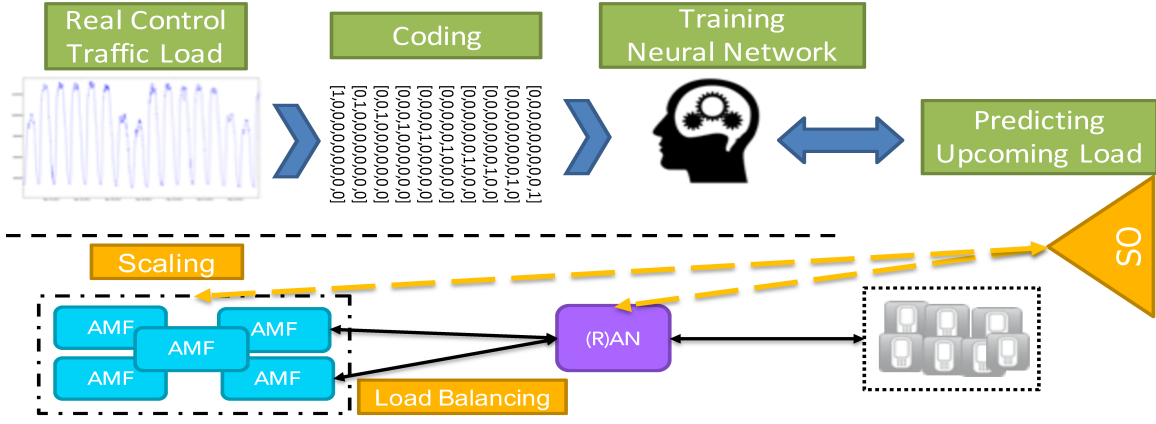 Real Control
Traffic Load
Coding
Training
Neural Network
[1,0,0,0,0,0,0,0,0,0]
[0,1,0,0,0,0,0,0,0,0]
[0,0,1,0,0,0,0,0,0,0]
[0,0,0,1,0,0,0,0,0,0]
[0,0,0,0,1,0,0,0,0,0]
[0,0,0,0,0,1,0,0,0,0]
[0,0,0,0,0,0,1,0,0,0]
[0,0,0,0,0,0,0,1,0,0]
[0,0,0,0,0,0,0,0,1,0]
[0,0,0,0,0,0,0,0,0,1]
Predicting
Upcoming Load
SO
Scaling
AMF
AMF
AMF
AMF
AMF
(R)AN
Load Balancing